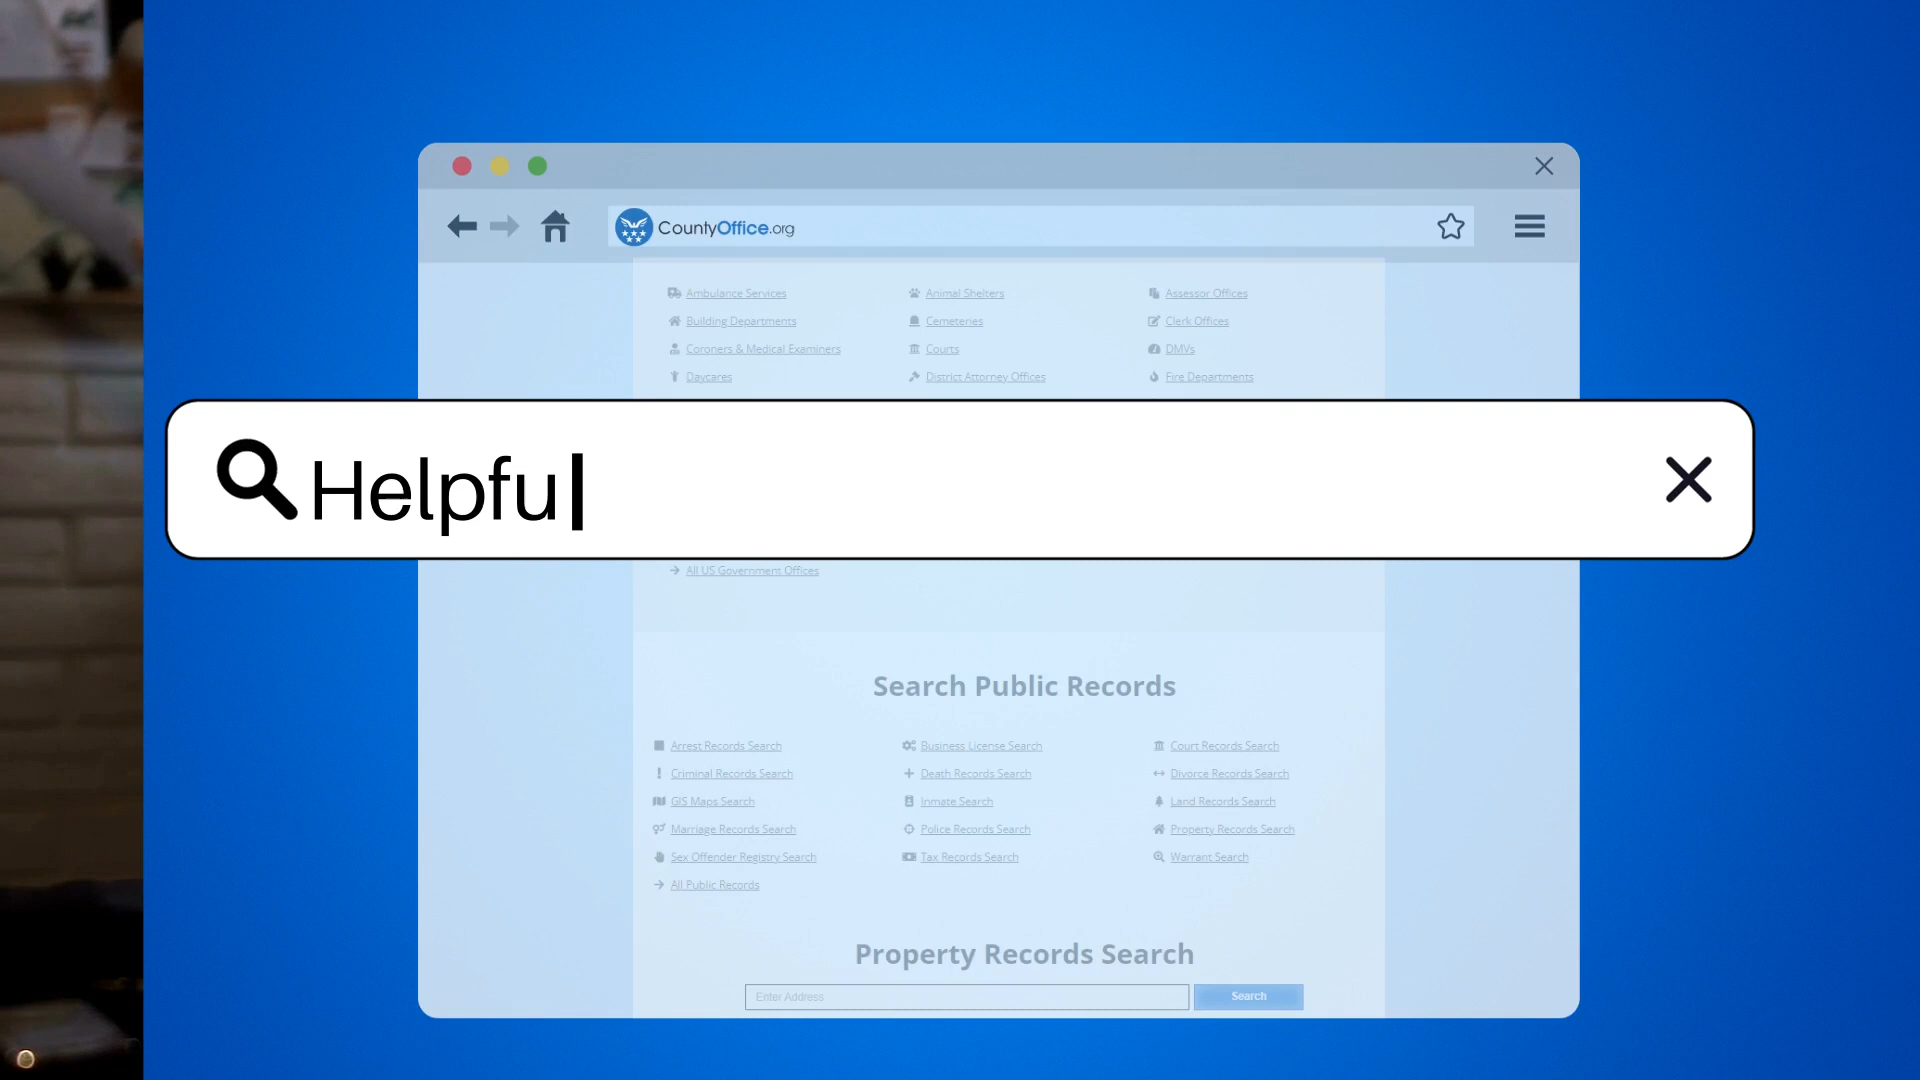 CountyOffice.org
Ambulance Services Animal Shelters Assessor Offices
Building Departments Cemeteries Clerk Offices
Coroners & Medical Examiners Courts DMVs
Daycares District Attorney Offices Fire Departments
Helpfu
All US Government Offices
Search Public Records
Arrest Records Search Business License Search Court Records Search
Criminal Records Search Death Records Search Divorce Records Search
GIS Maps Search Inmate Search Land Records Search
Marriage Records Search Police Records Search Property Records Search
Sex Offender Registry Search Tax Records Search Warrant Search
All Public Records
Property Records Search
Enter Address Search